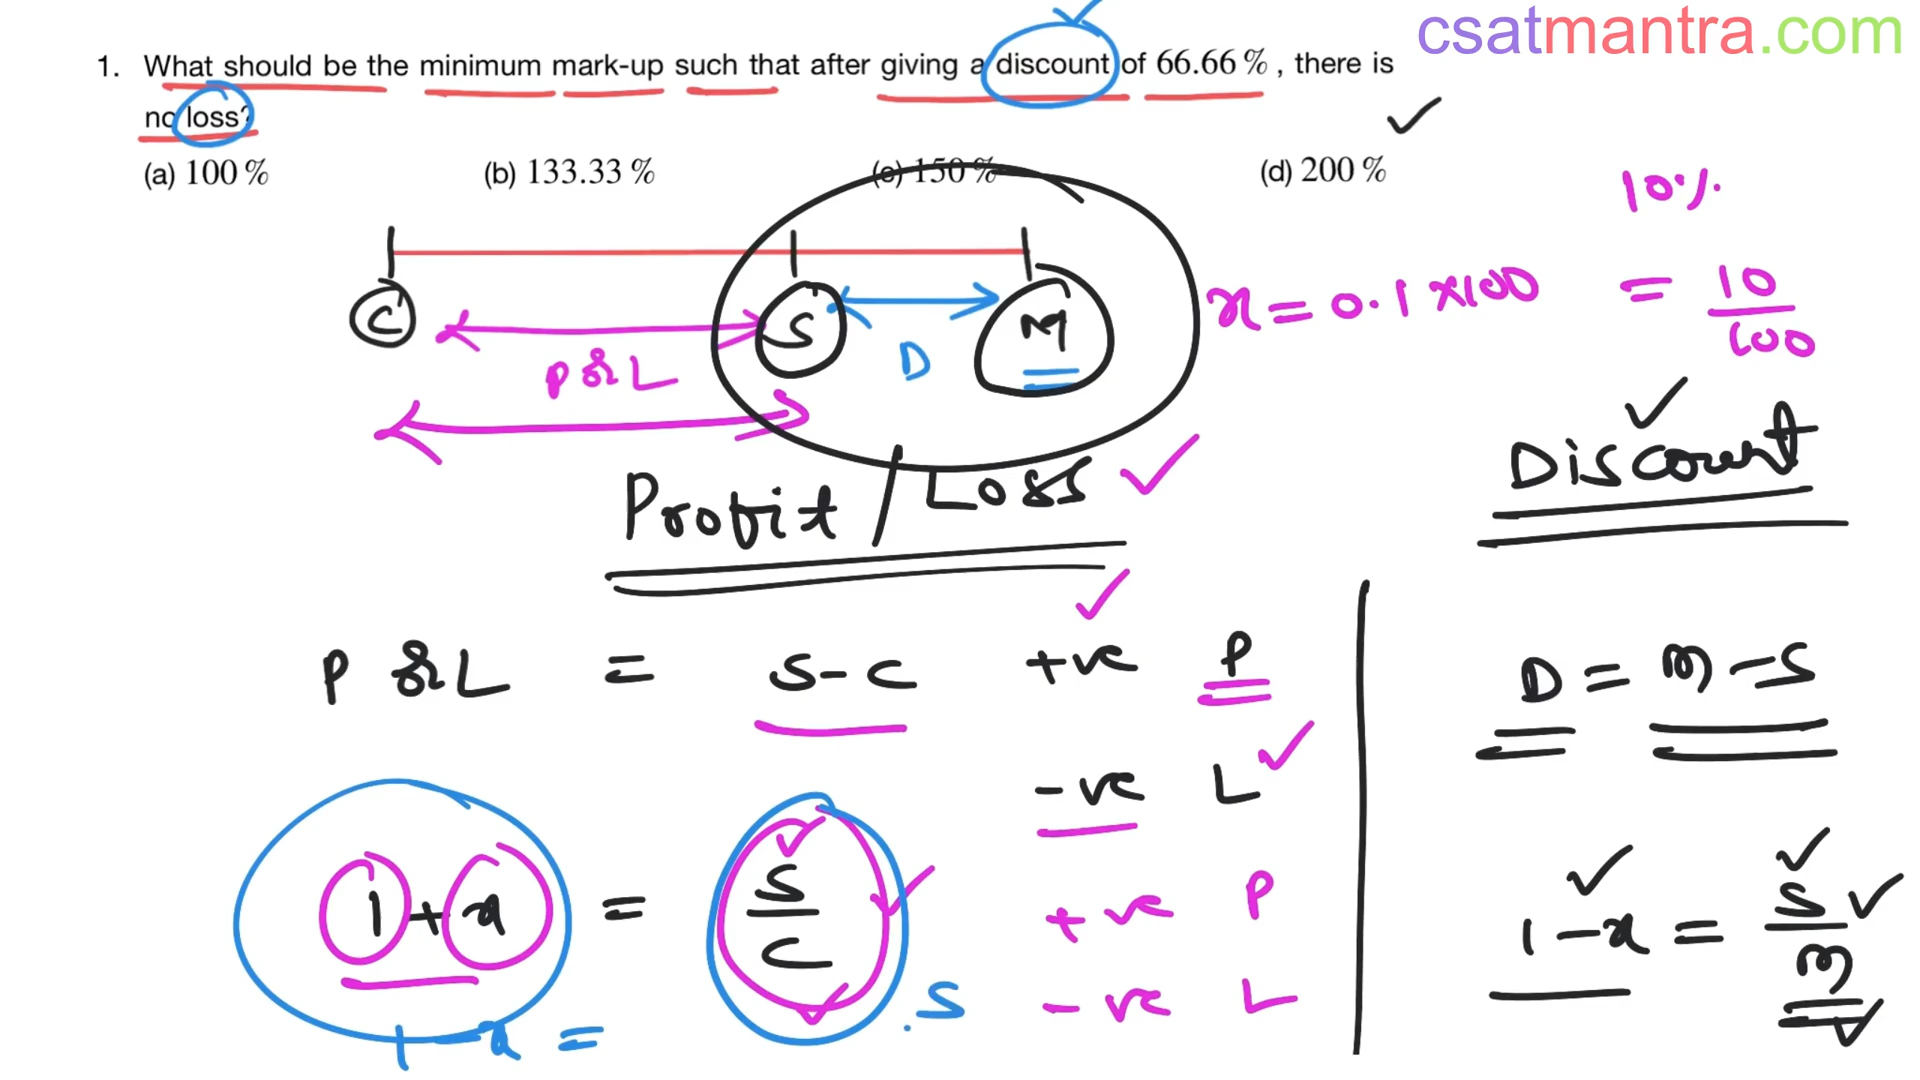 csatmantra.com
1. What should be the minimum mark-up such that after giving a discount of 66.66 % , there is
no loss?
(a) 100 % (b) 133.33 % (c) 150 % (d) 200 %
10%
C S M
x = 0.1 × 100 = 10/100
P & L D
Profit / Loss Discount
P & L = S - C +ve P
D = M - S
-ve L
1 + x = S/C +ve P
1 - x = S/M
-ve L
1 - x = S